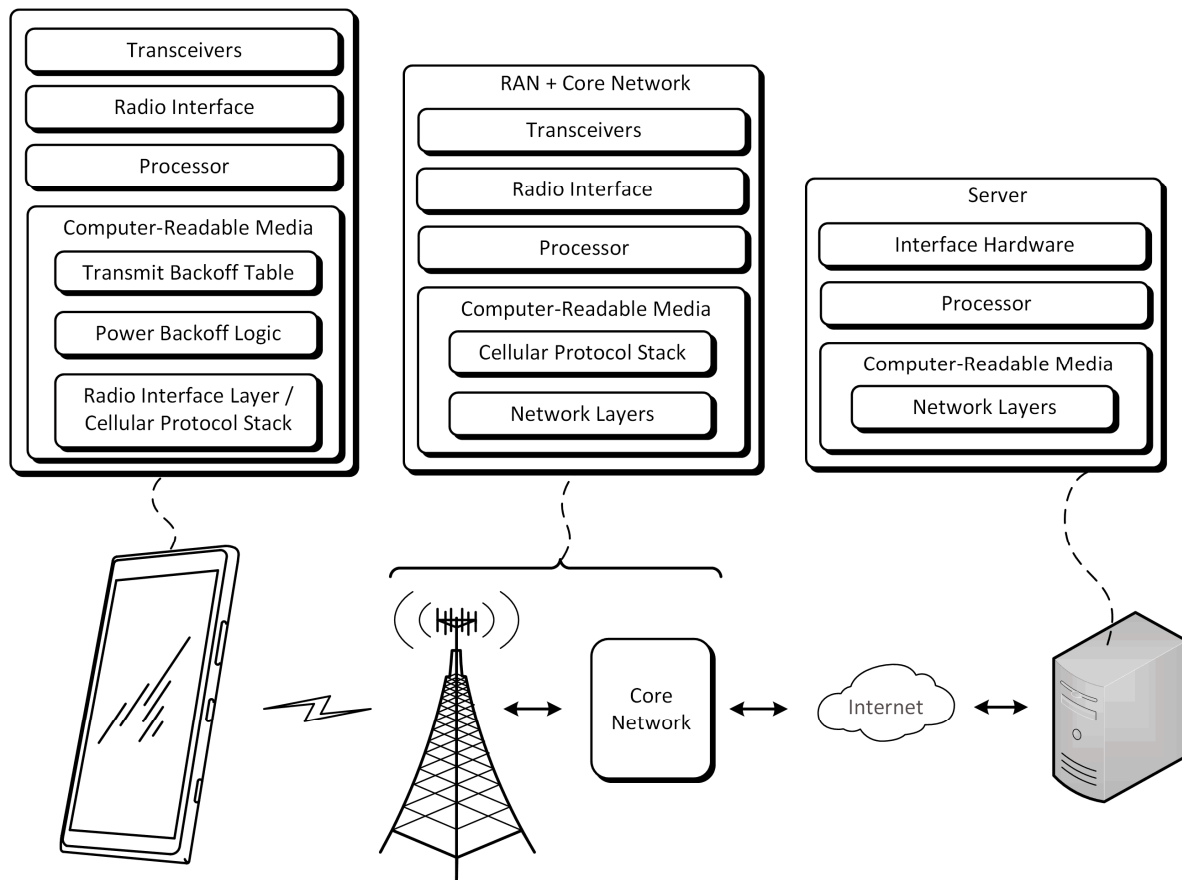 Transceivers
Radio Interface
Processor
Computer-Readable Media
Transmit Backoff Table
Power Backoff Logic
Radio Interface Layer /
Cellular Protocol Stack
RAN + Core Network
Transceivers
Radio Interface
Processor
Computer-Readable Media
Cellular Protocol Stack
Network Layers
Server
Interface Hardware
Processor
Computer-Readable Media
Network Layers
Core
Network
Internet